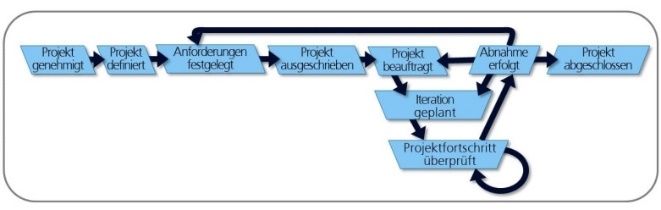 Projekt
genehmigt
Projekt
definiert
Anforderungen
festgelegt
Projekt
ausgeschrieben
Projekt
beauftragt
Abnahme
erfolgt
Projekt
abgeschlossen
Iteration
geplant
Projektfortschritt
überprüft